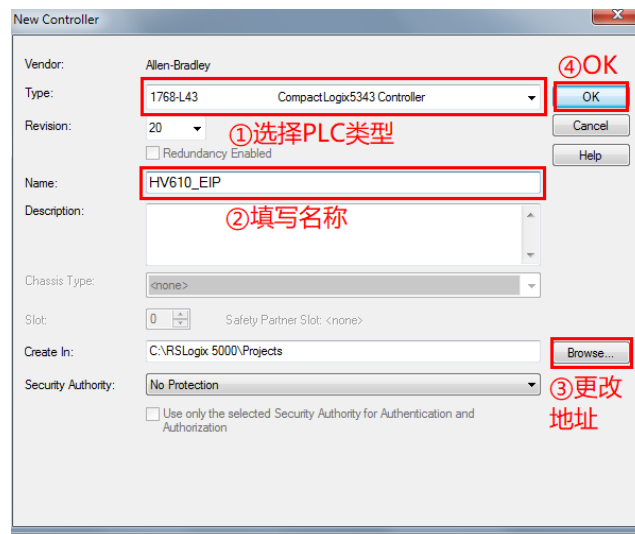 New Controller
Vendor: Allen-Bradley
④OK
Type: 1768-L43 CompactLogix5343 Controller OK
Revision: 20 ①选择PLC类型 Cancel
Redundancy Enabled Help
Name: HV610_EIP
Description: ②填写名称
Chassis Type: <none>
Slot: 0 Safety Partner Slot: <none>
Create In: C:\RSLogix 5000\Projects Browse...
Security Authority: No Protection ③更改
地址
Use only the selected Security Authority for Authentication and
Authorization